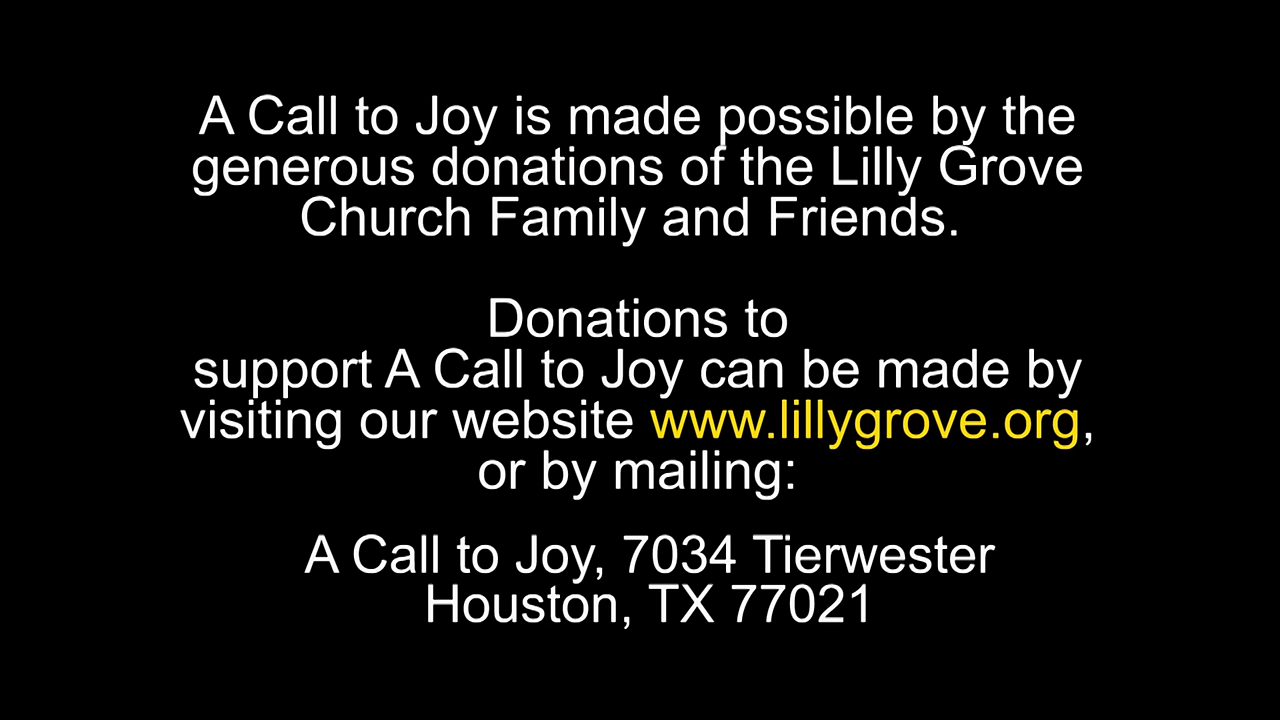 A Call to Joy is made possible by the
generous donations of the Lilly Grove
Church Family and Friends.
Donations to
support A Call to Joy can be made by
visiting our website www.lillygrove.org,
or by mailing:
A Call to Joy, 7034 Tierwester
Houston, TX 77021